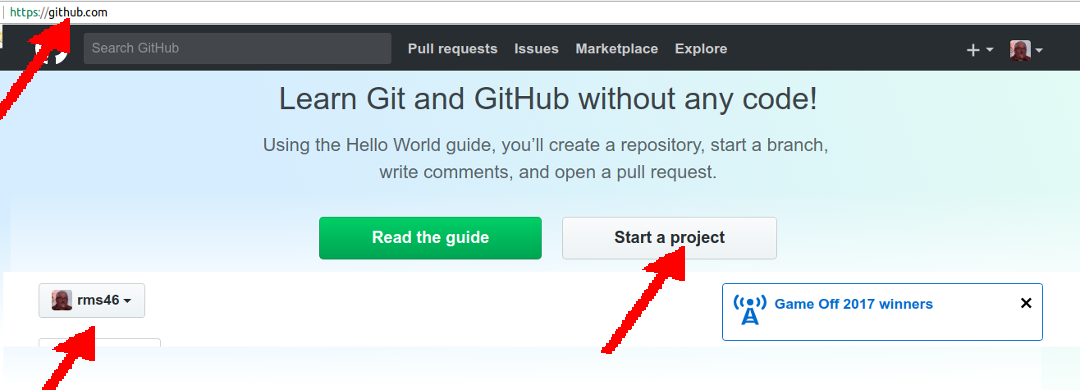 https://github.com
Search GitHub Pull requests Issues Marketplace Explore
Learn Git and GitHub without any code!
Using the Hello World guide, you’ll create a repository, start a branch,
write comments, and open a pull request.
Read the guide Start a project
rms46
Game Off 2017 winners